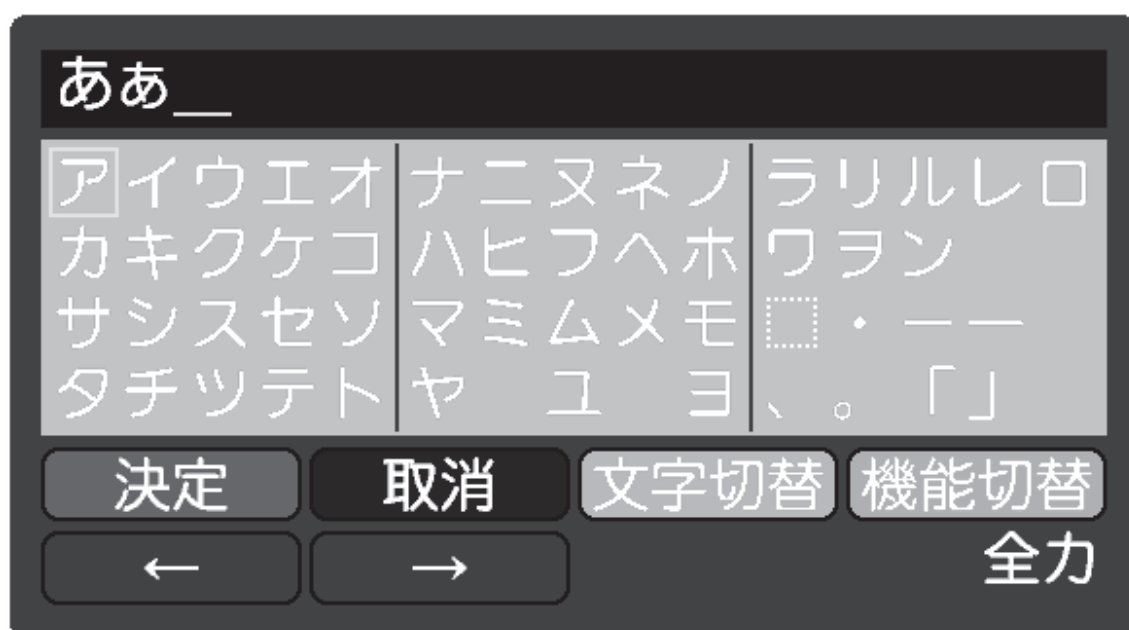 ああ＿
アイウエオ ナニヌネノ ラリルレロ
カキクケコ ハヒフヘホ ワヲン
サシスセソ マミムメモ ・ー―
タチツテト ヤ ユ ヨ 、。「」
決定 取消 文字切替 機能切替
← → 全カ